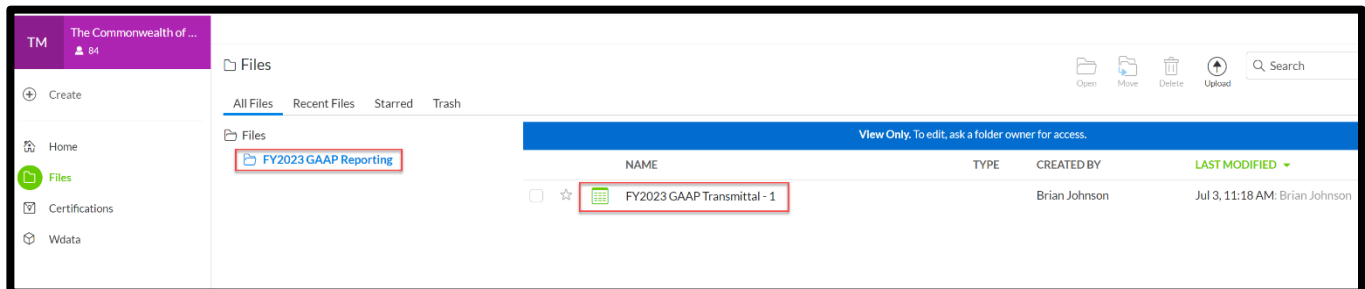 TM
The Commonwealth of ...
84
Create
Home
Files
Certifications
Wdata
Files
Open
Move
Delete
Upload
Search
All Files Recent Files Starred Trash
Files
FY2023 GAAP Reporting
View Only. To edit, ask a folder owner for access.
NAME TYPE CREATED BY LAST MODIFIED
FY2023 GAAP Transmittal - 1 Brian Johnson Jul 3, 11:18 AM: Brian Johnson